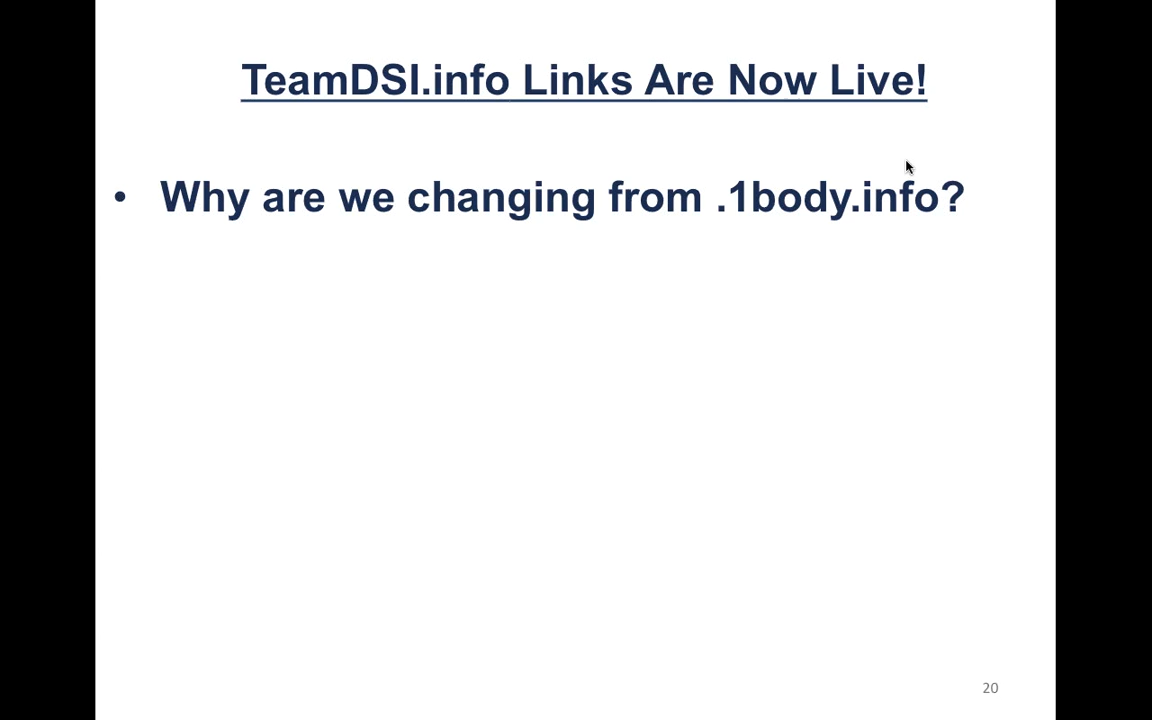 TeamDSI.info Links Are Now Live!
• Why are we changing from .1body.info?
20